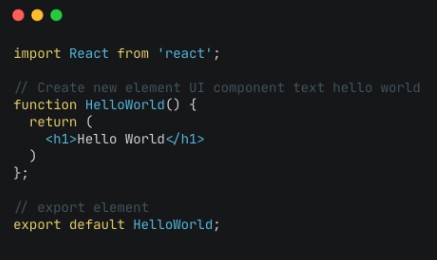 import React from 'react';
// Create new element UI component text hello world
function HelloWorld() {
  return (
    <h1>Hello World</h1>
  )
};
// export element
export default HelloWorld;